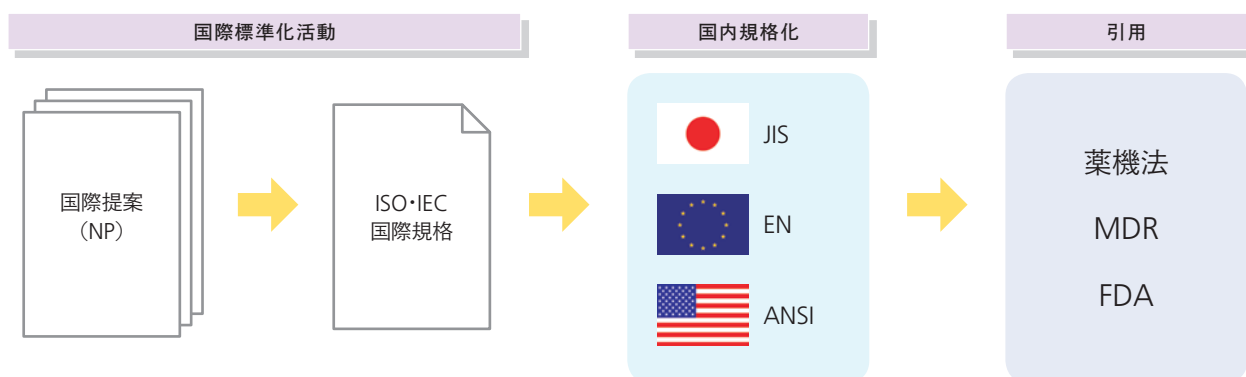 国際標準化活動
国内規格化
引用
国際提案
（NP）
ISO・IEC
国際規格
JIS
EN
ANSI
薬機法
MDR
FDA